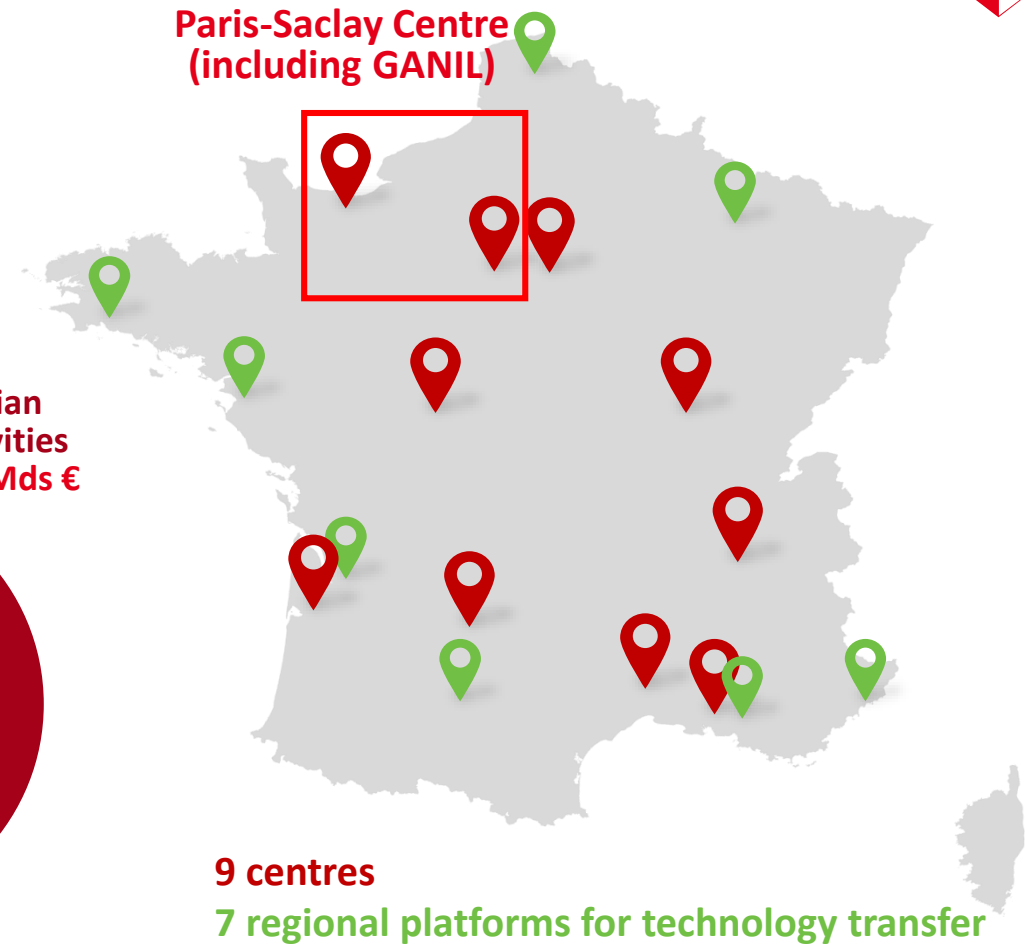 Paris-Saclay Centre
(including GANIL)
9 centres
7 regional platforms for technology transfer